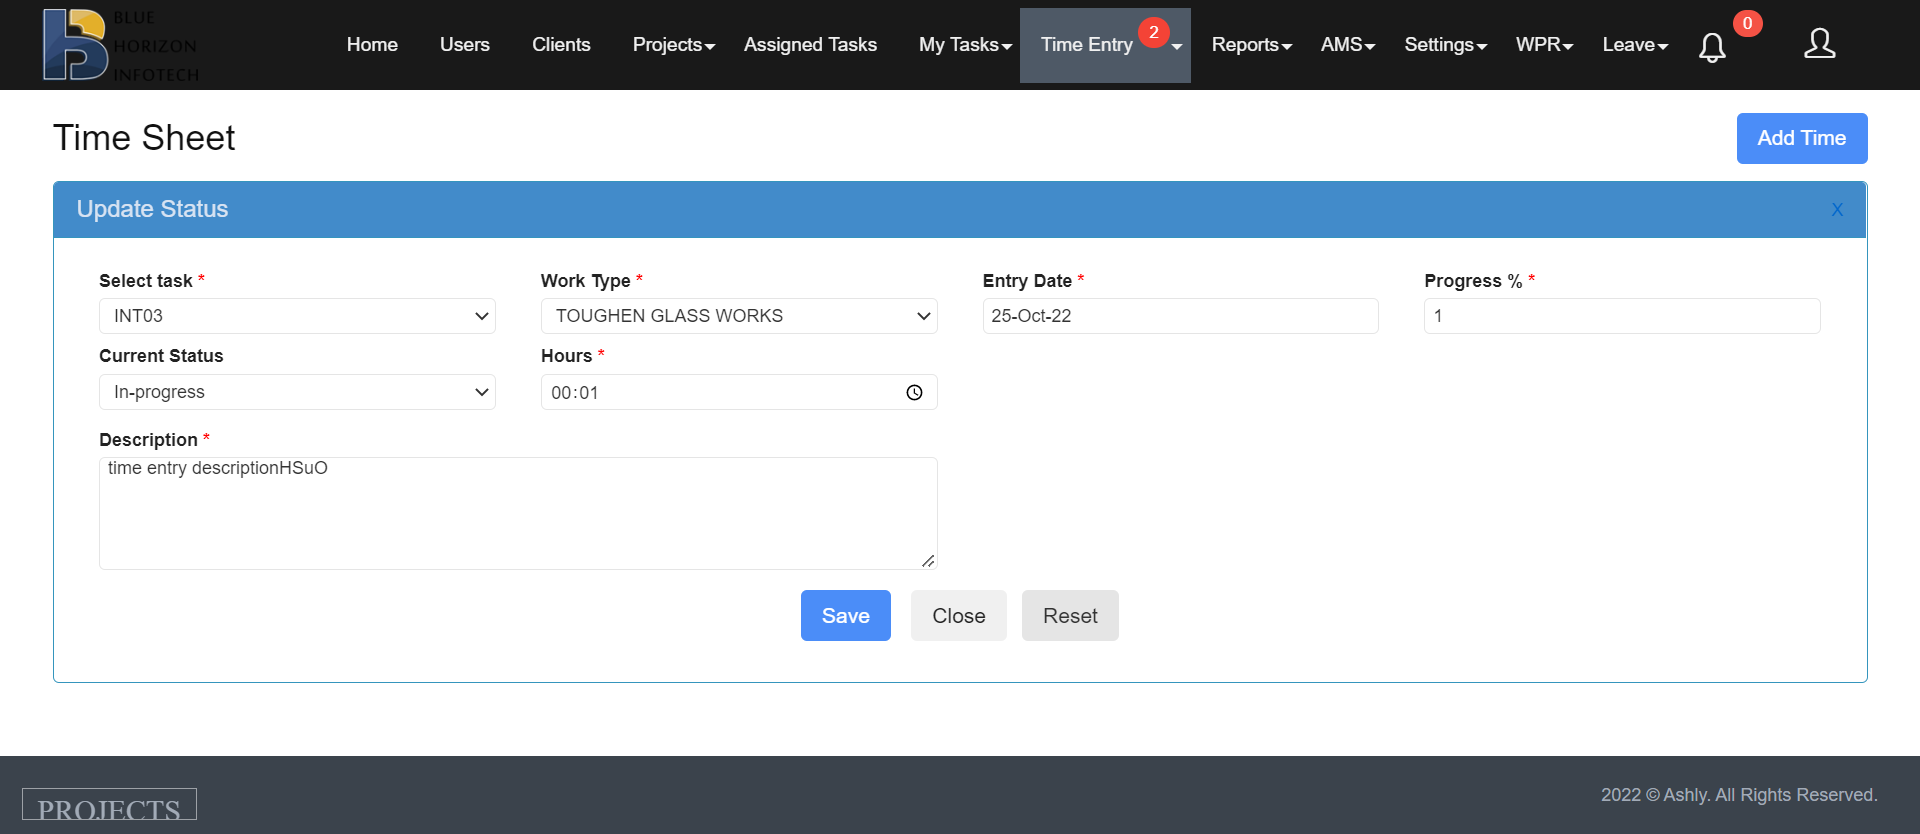 BLUE
HORIZON
INFOTECH
Home Users Clients Projects Assigned Tasks My Tasks Time Entry 2 Reports AMS Settings WPR Leave 0
Time Sheet
Add Time
Update Status X
Select task * Work Type * Entry Date * Progress % *
INT03 TOUGHEN GLASS WORKS 25-Oct-22 1
Current Status Hours *
In-progress 00:01
Description *
time entry descriptionHSuO
Save Close Reset
PROJECTS
2022 © Ashly. All Rights Reserved.